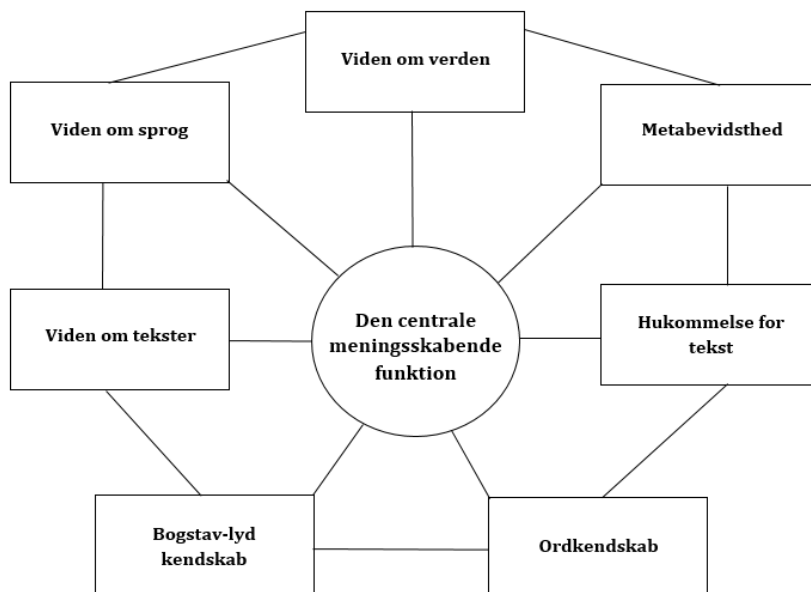 Viden om verden
Viden om sprog
Metabevidsthed
Viden om tekster
Den centrale
meningsskabende
funktion
Hukommelse for
tekst
Bogstav-lyd
kendskab
Ordkendskab